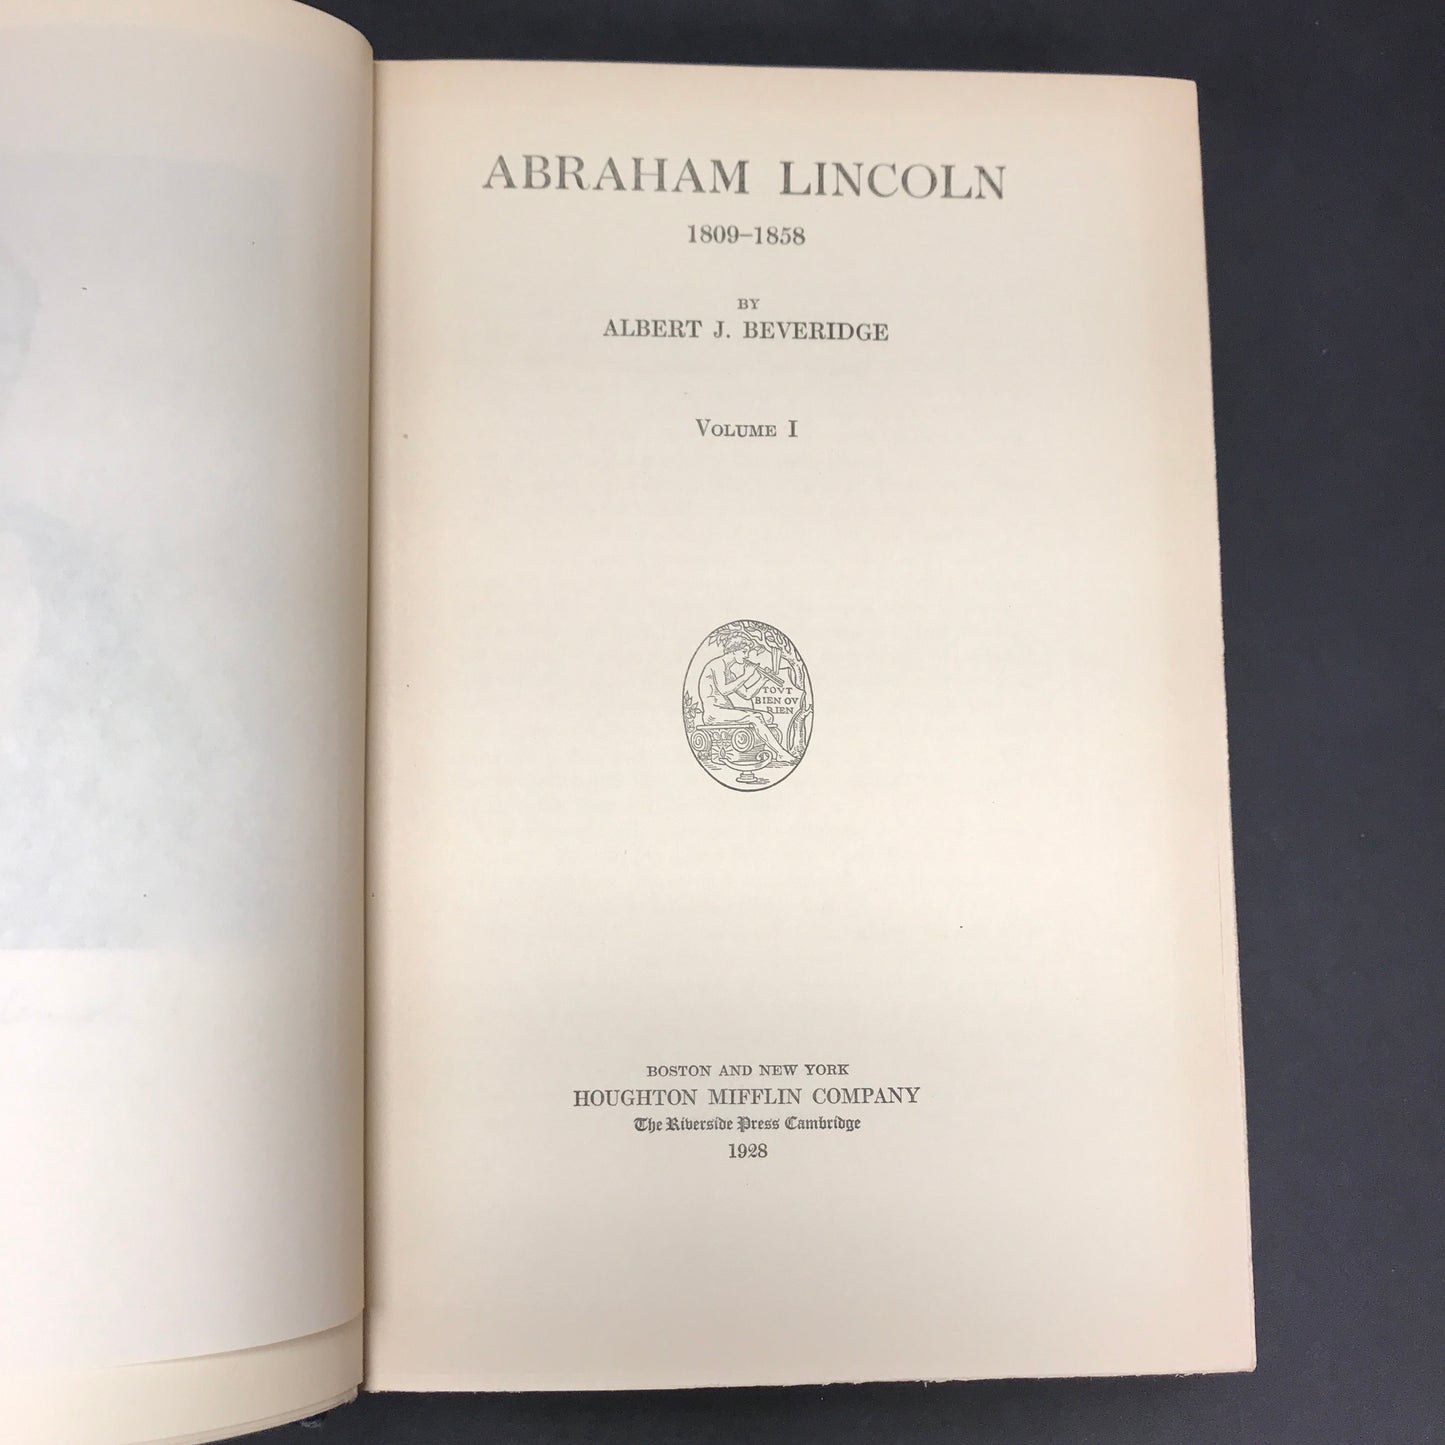 ABRAHAM LINCOLN
1809–1858
BY
ALBERT J. BEVERIDGE
VOLUME I
TOVT
BIEN OV
RIEN
BOSTON AND NEW YORK
HOUGHTON MIFFLIN COMPANY
The Riverside Press Cambridge
1928